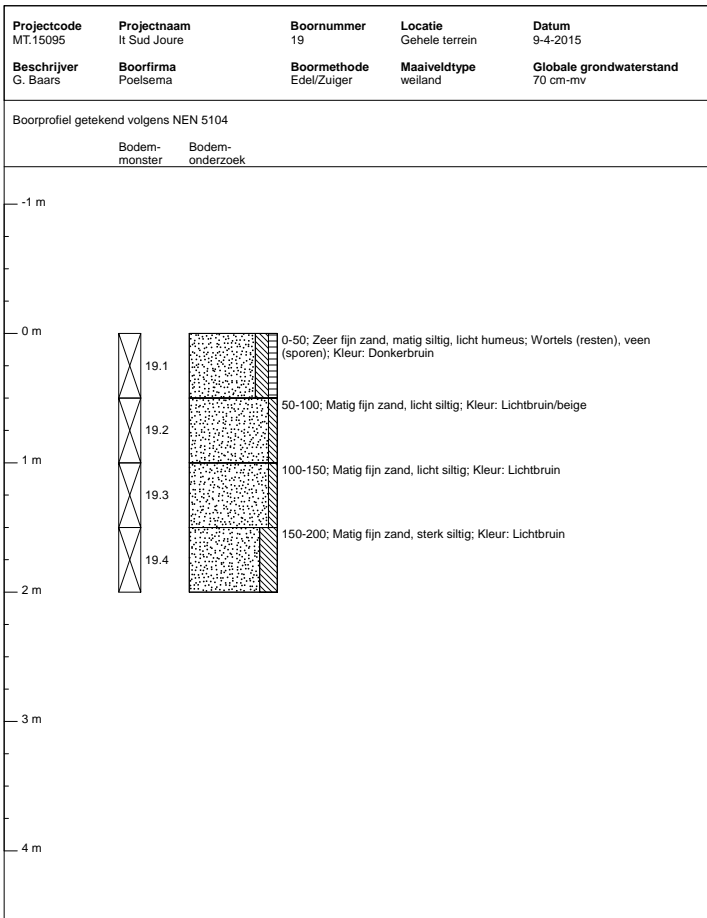 Projectcode Projectnaam Boornummer Locatie Datum
MT.15095 It Sud Joure 19 Gehele terrein 9-4-2015
Beschrijver Boorfirma Boormethode Maaiveldtype Globale grondwaterstand
G. Baars Poelsema Edel/Zuiger weiland 70 cm-mv
Boorprofiel getekend volgens NEN 5104
Bodem- Bodem-
monster onderzoek
-1 m
0 m
0-50; Zeer fijn zand, matig siltig, licht humeus; Wortels (resten), veen
(sporen); Kleur: Donkerbruin
19.1
50-100; Matig fijn zand, licht siltig; Kleur: Lichtbruin/beige
19.2
1 m
100-150; Matig fijn zand, licht siltig; Kleur: Lichtbruin
19.3
150-200; Matig fijn zand, sterk siltig; Kleur: Lichtbruin
19.4
2 m
3 m
4 m